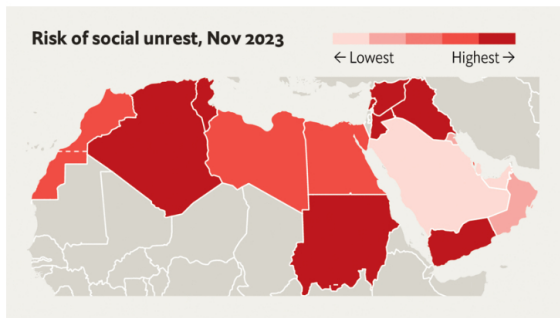 Risk of social unrest, Nov 2023
← Lowest Highest →